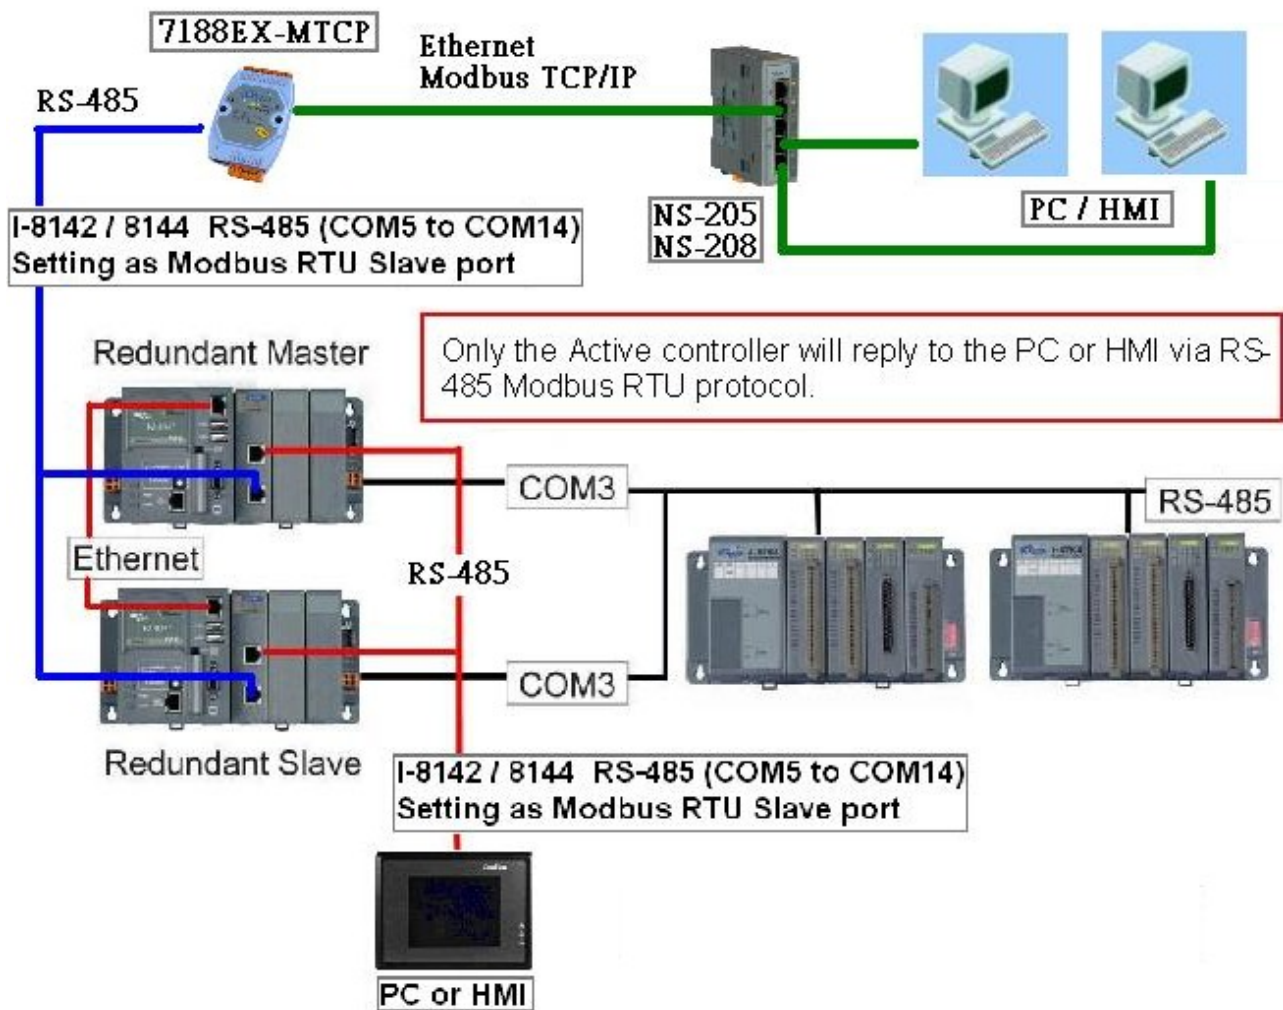 7188EX-MTCP
Ethernet
Modbus TCP/IP
RS-485
NS-205
NS-208
PC / HMI
I-8142 / 8144 RS-485 (COM5 to COM14)
Setting as Modbus RTU Slave port
Redundant Master
Only the Active controller will reply to the PC or HMI via RS-
485 Modbus RTU protocol.
COM3
RS-485
Ethernet
RS-485
COM3
Redundant Slave
I-8142 / 8144 RS-485 (COM5 to COM14)
Setting as Modbus RTU Slave port
PC or HMI